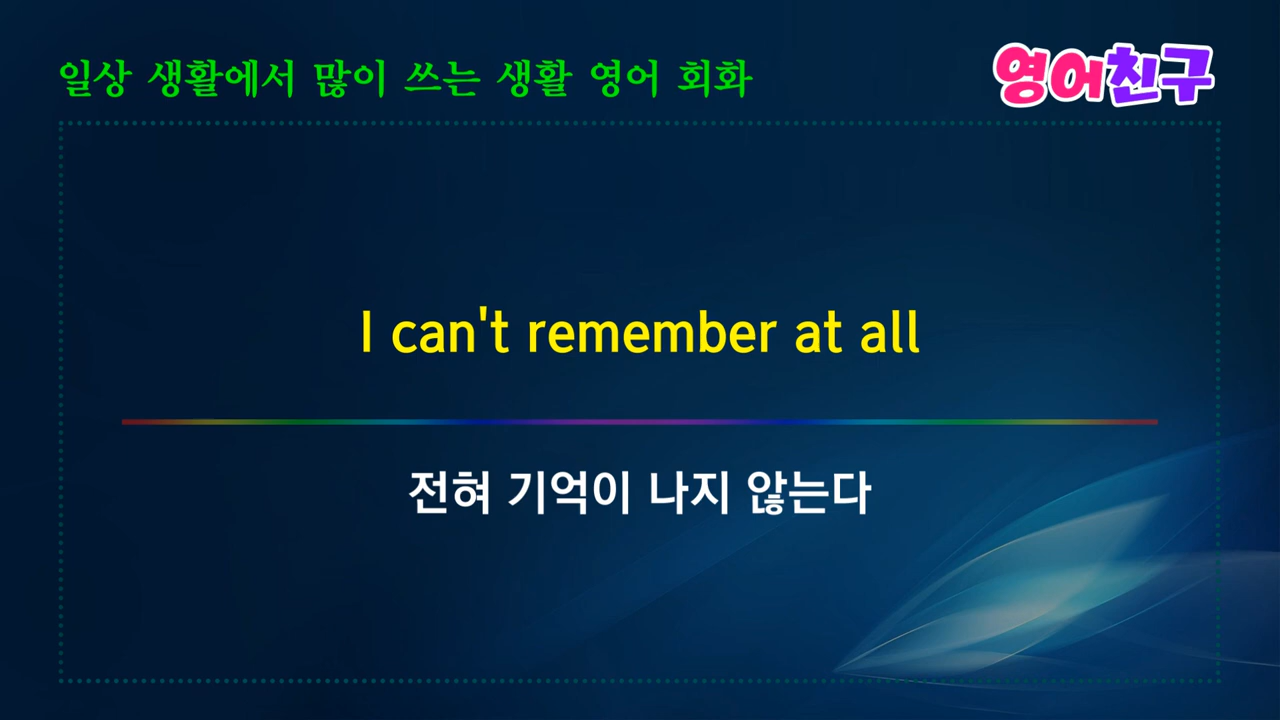 일상 생활에서 많이 쓰는 생활 영어 회화
영어친구
I can't remember at all
전혀 기억이 나지 않는다